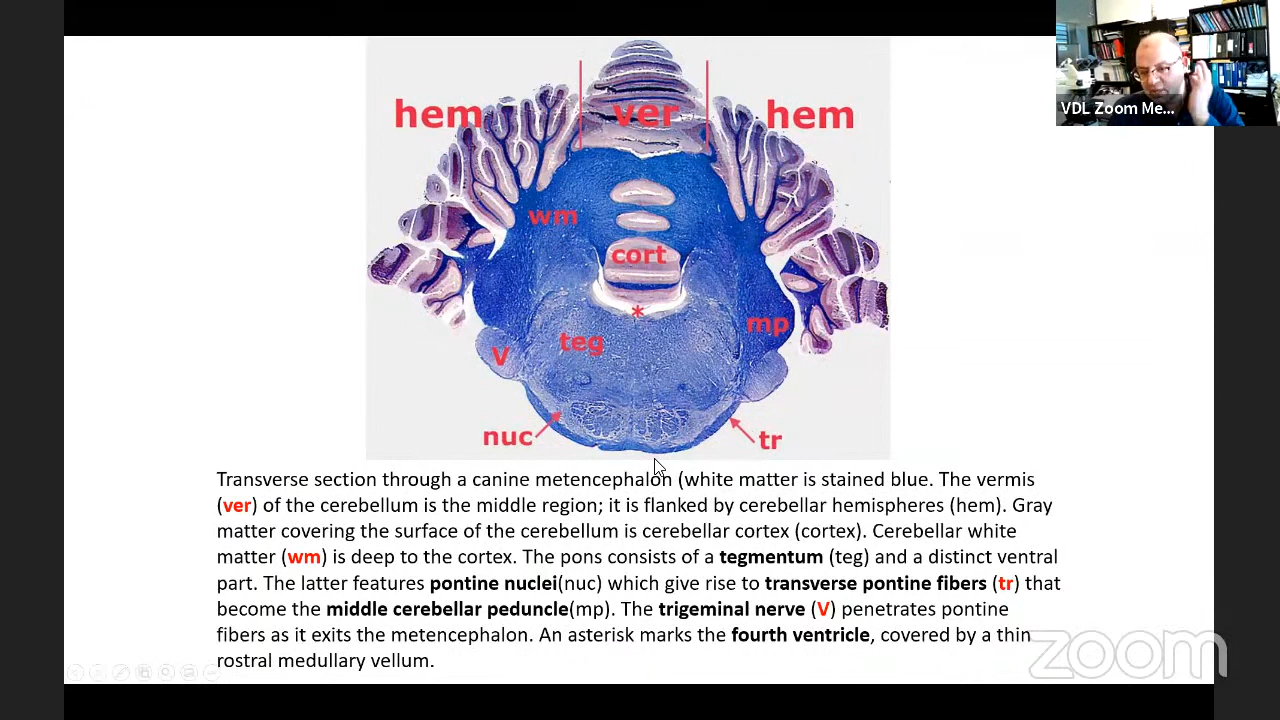 hem
ver
hem
wm
cort
*
mp
teg
V
nuc
tr
VDL Zoom Me...
Transverse section through a canine metencephalon (white matter is stained blue. The vermis
(ver) of the cerebellum is the middle region; it is flanked by cerebellar hemispheres (hem). Gray
matter covering the surface of the cerebellum is cerebellar cortex (cortex). Cerebellar white
matter (wm) is deep to the cortex. The pons consists of a tegmentum (teg) and a distinct ventral
part. The latter features pontine nuclei(nuc) which give rise to transverse pontine fibers (tr) that
become the middle cerebellar peduncle(mp). The trigeminal nerve (V) penetrates pontine
fibers as it exits the metencephalon. An asterisk marks the fourth ventricle, covered by a thin
rostral medullary vellum.
zoom